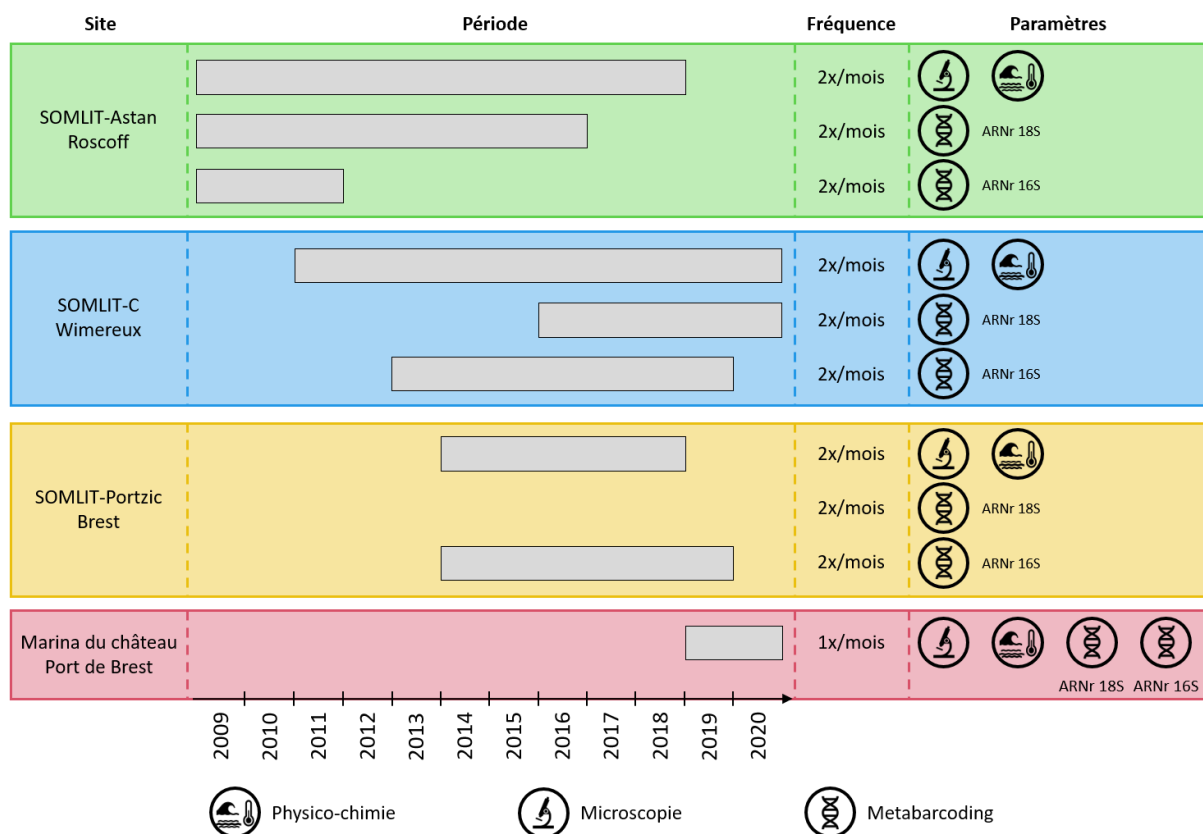 Site Période Fréquence Paramètres
2x/mois
SOMLIT-Astan
Roscoff
2x/mois ARNr 18S
2x/mois ARNr 16S
2x/mois
SOMLIT-C
Wimereux
2x/mois ARNr 18S
2x/mois ARNr 16S
2x/mois
SOMLIT-Portzic
Brest
2x/mois ARNr 18S
2x/mois ARNr 16S
Marina du château
Port de Brest
1x/mois
ARNr 18S ARNr 16S
2009 2010 2011 2012 2013 2014 2015 2016 2017 2018 2019 2020
Physico-chimie Microscopie Metabarcoding